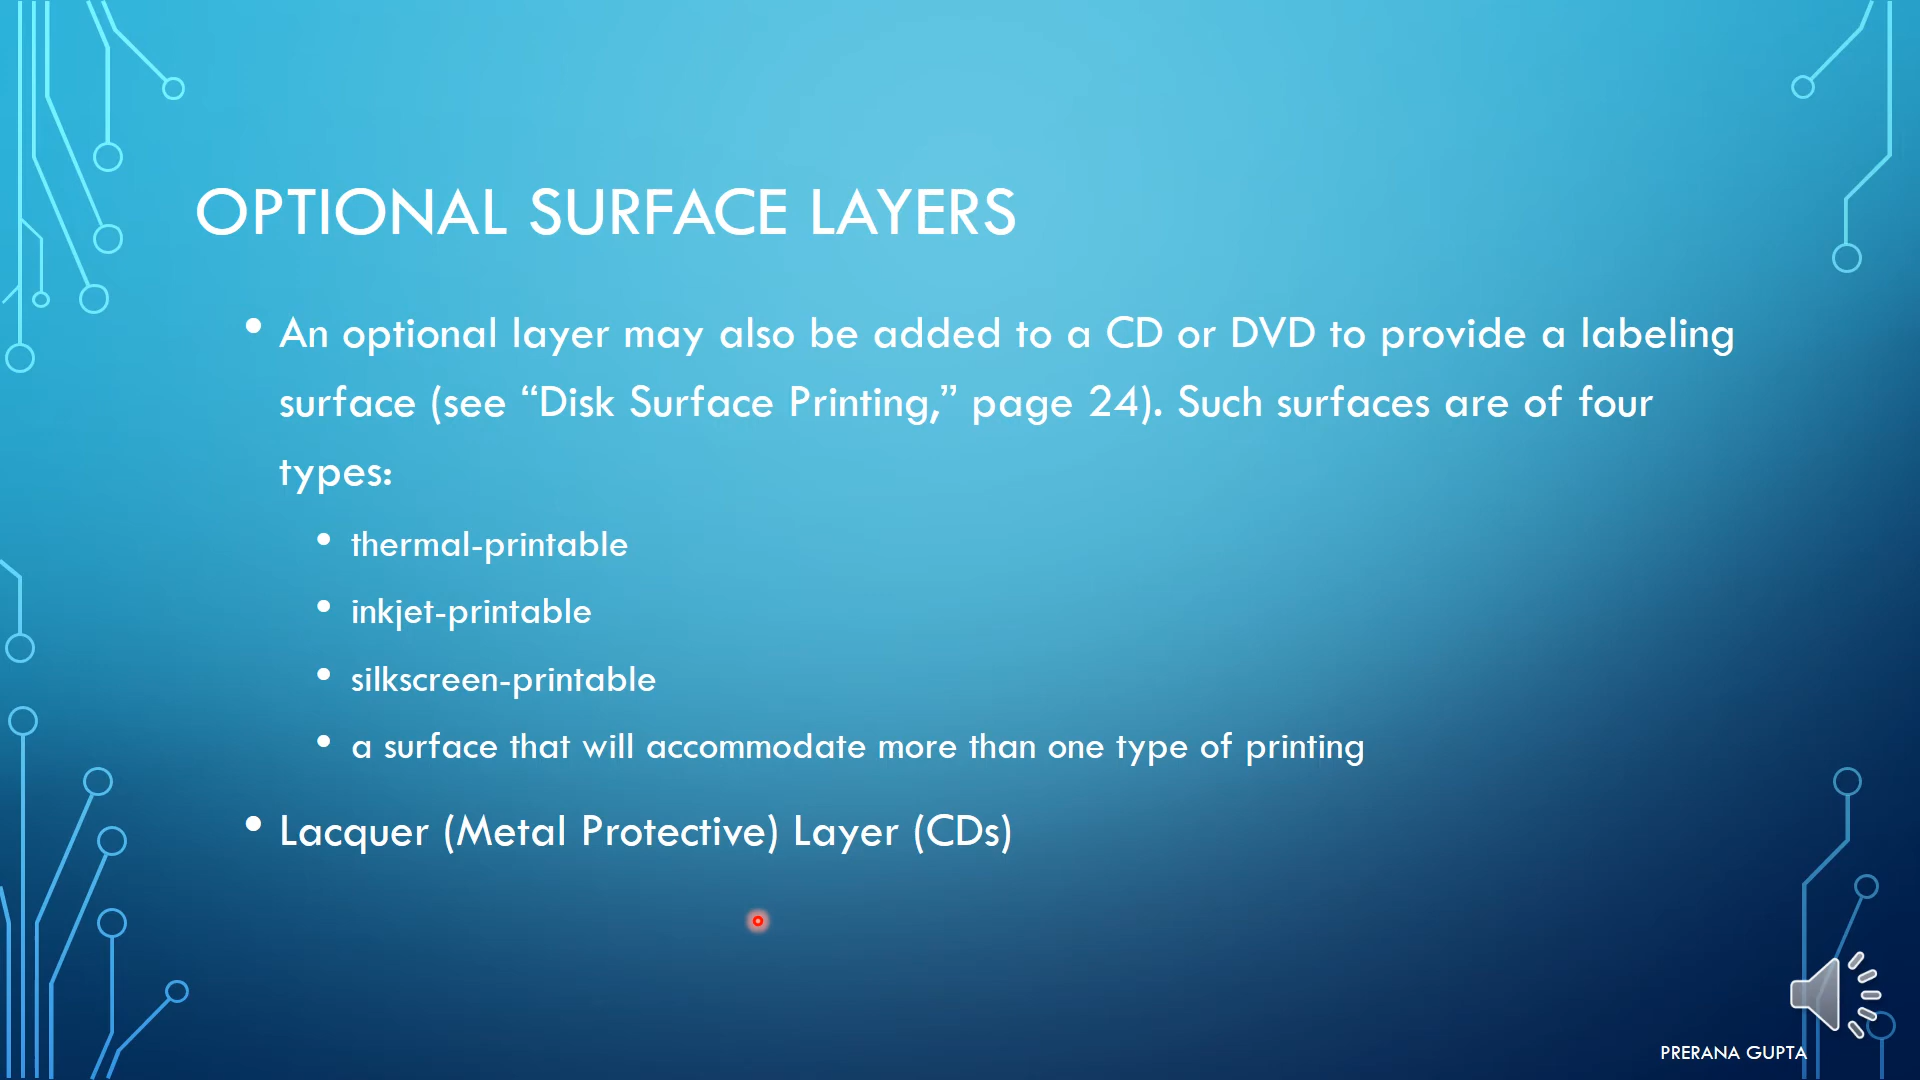 OPTIONAL SURFACE LAYERS
• An optional layer may also be added to a CD or DVD to provide a labeling
surface (see “Disk Surface Printing,” page 24). Such surfaces are of four
types:
• thermal-printable
• inkjet-printable
• silkscreen-printable
• a surface that will accommodate more than one type of printing
• Lacquer (Metal Protective) Layer (CDs)
PRERANA GUPTA